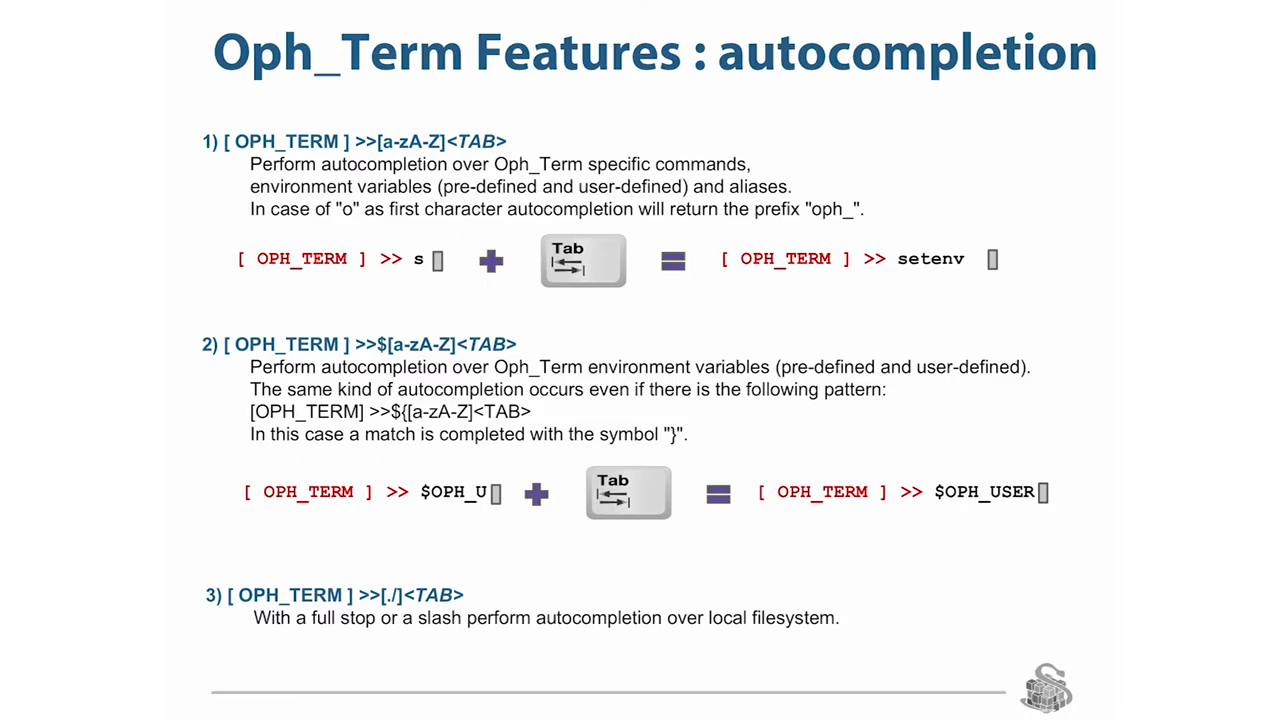 Oph_Term Features : autocompletion
1) [ OPH_TERM ] >>[a-zA-Z]<TAB>
Perform autocompletion over Oph_Term specific commands,
environment variables (pre-defined and user-defined) and aliases.
In case of "o" as first character autocompletion will return the prefix "oph_".
[ OPH_TERM ] >> s Tab [ OPH_TERM ] >> setenv
2) [ OPH_TERM ] >>$[a-zA-Z]<TAB>
Perform autocompletion over Oph_Term environment variables (pre-defined and user-defined).
The same kind of autocompletion occurs even if there is the following pattern:
[OPH_TERM] >>${[a-zA-Z]<TAB>
In this case a match is completed with the symbol "}".
[ OPH_TERM ] >> $OPH_U Tab [ OPH_TERM ] >> $OPH_USER
3) [ OPH_TERM ] >>[./]<TAB>
With a full stop or a slash perform autocompletion over local filesystem.